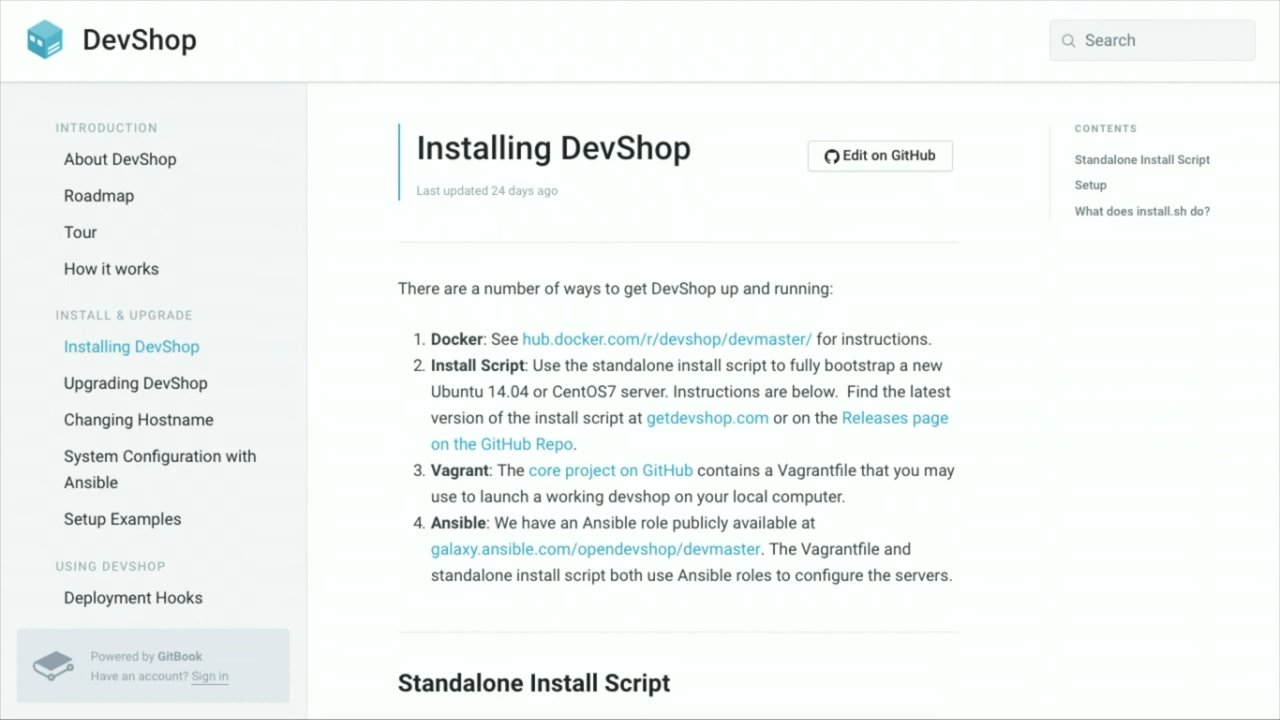 DevShop
Search
INTRODUCTION
About DevShop
Roadmap
Tour
How it works
INSTALL & UPGRADE
Installing DevShop
Upgrading DevShop
Changing Hostname
System Configuration with
Ansible
Setup Examples
USING DEVSHOP
Deployment Hooks
Powered by GitBook
Have an account? Sign in
Installing DevShop
Edit on GitHub
Last updated 24 days ago
There are a number of ways to get DevShop up and running:
1. Docker: See hub.docker.com/r/devshop/devmaster/ for instructions.
2. Install Script: Use the standalone install script to fully bootstrap a new
Ubuntu 14.04 or CentOS7 server. Instructions are below.  Find the latest
version of the install script at getdevshop.com or on the Releases page
on the GitHub Repo.
3. Vagrant: The core project on GitHub contains a Vagrantfile that you may
use to launch a working devshop on your local computer.
4. Ansible: We have an Ansible role publicly available at
galaxy.ansible.com/opendevshop/devmaster. The Vagrantfile and
standalone install script both use Ansible roles to configure the servers.
Standalone Install Script
CONTENTS
Standalone Install Script
Setup
What does install.sh do?